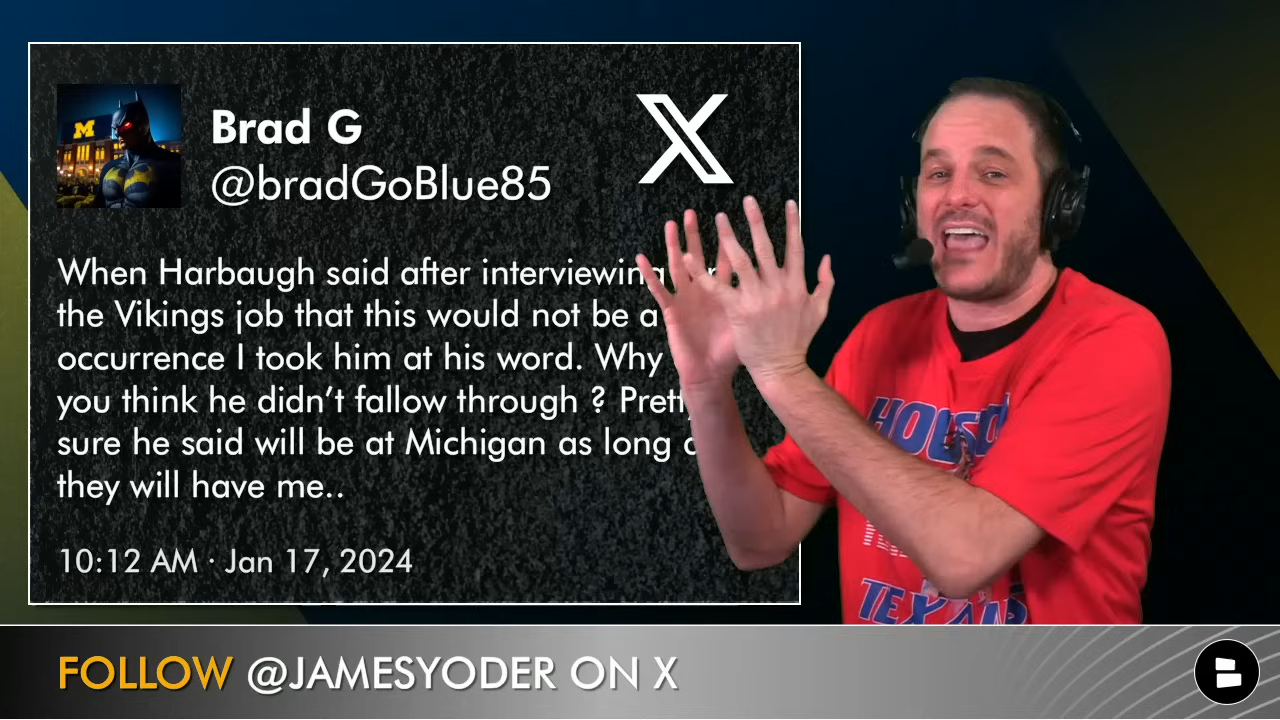 M
Brad G
@bradGoBlue85
X
When Harbaugh said after interviewing
the Vikings job that this would not be a
occurrence I took him at his word. Why
you think he didn't fallow through ? Pretty
sure he said will be at Michigan as long
they will have me..
10:12 AM · Jan 17, 2024
TEXANS
FOLLOW @JAMESYODER ON X